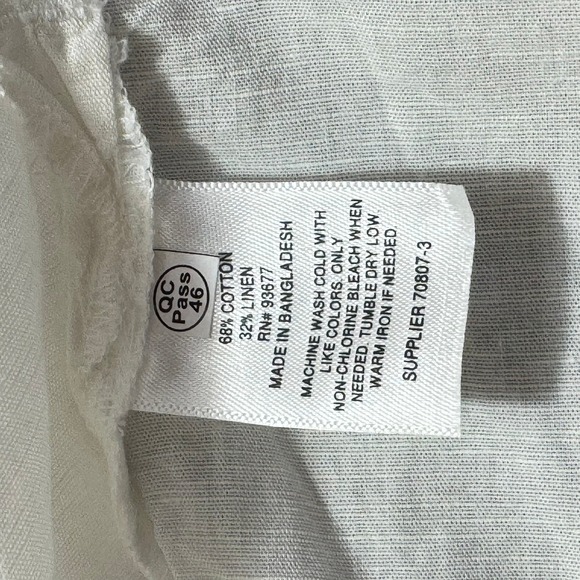 QC
Pass
46
68% COTTON
32% LINEN
RN# 93677
MADE IN BANGLADESH
MACHINE WASH COLD WITH
LIKE COLORS. ONLY
NON-CHLORINE BLEACH WHEN
NEEDED. TUMBLE DRY LOW.
WARM IRON IF NEEDED
SUPPLIER 70807-3